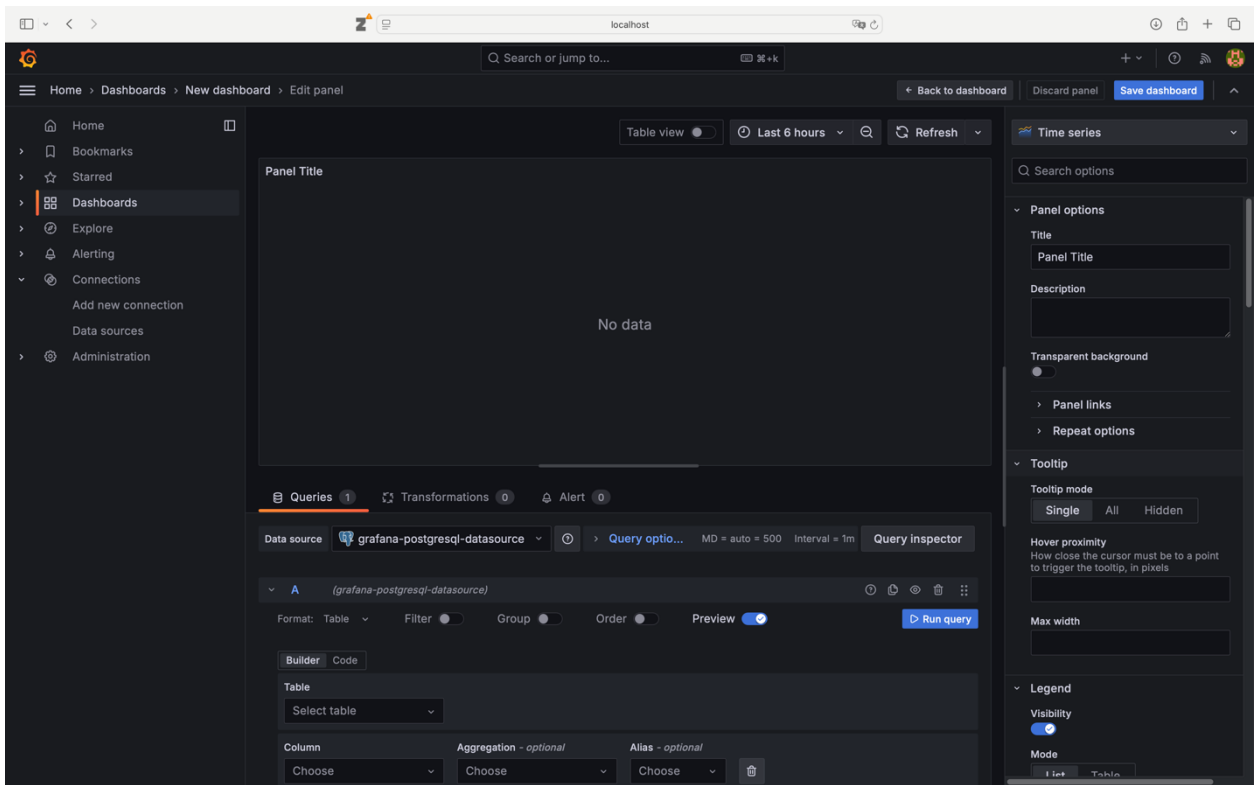 localhost
Search or jump to... ⌘+k
Home › Dashboards › New dashboard › Edit panel
← Back to dashboard Discard panel Save dashboard
Home
Bookmarks
Starred
Dashboards
Explore
Alerting
Connections
Add new connection
Data sources
Administration
Table view Last 6 hours Refresh
Panel Title
No data
Queries 1 Transformations 0 Alert 0
Data source grafana-postgresql-datasource Query optio... MD = auto = 500 Interval = 1m Query inspector
A (grafana-postgresql-datasource)
Format: Table Filter Group Order Preview Run query
Builder Code
Table
Select table
Column Aggregation - optional Alias - optional
Choose Choose Choose
Time series
Search options
Panel options
Title
Panel Title
Description
Transparent background
Panel links
Repeat options
Tooltip
Tooltip mode
Single All Hidden
Hover proximity
How close the cursor must be to a point
to trigger the tooltip, in pixels
Max width
Legend
Visibility
Mode
List Table